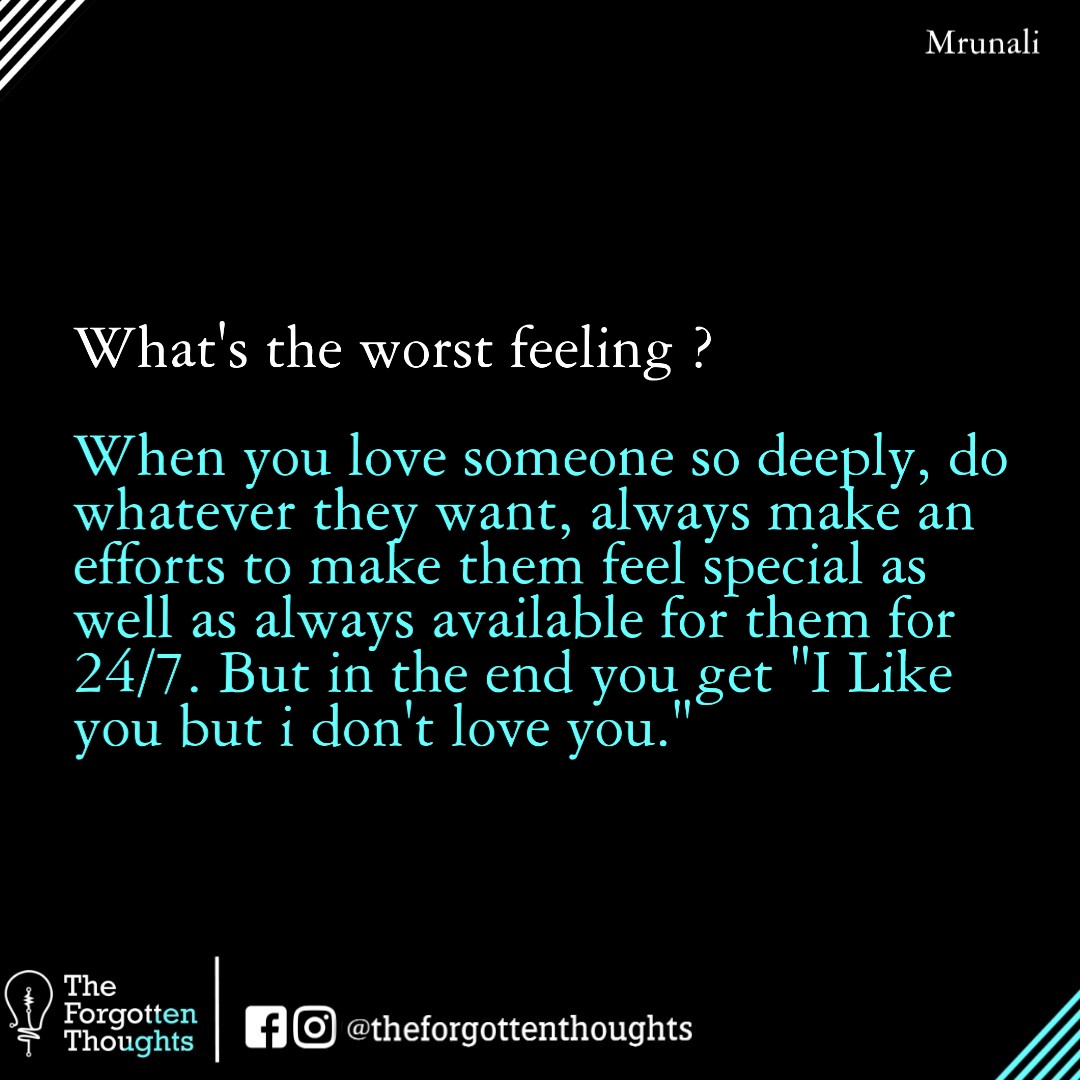 Mrunali
What's the worst feeling ?
When you love someone so deeply, do
whatever they want, always make an
efforts to make them feel special as
well as always available for them for
24/7. But in the end you get "I Like
you but i don't love you."
The
Forgotten
Thoughts
@theforgottenthoughts